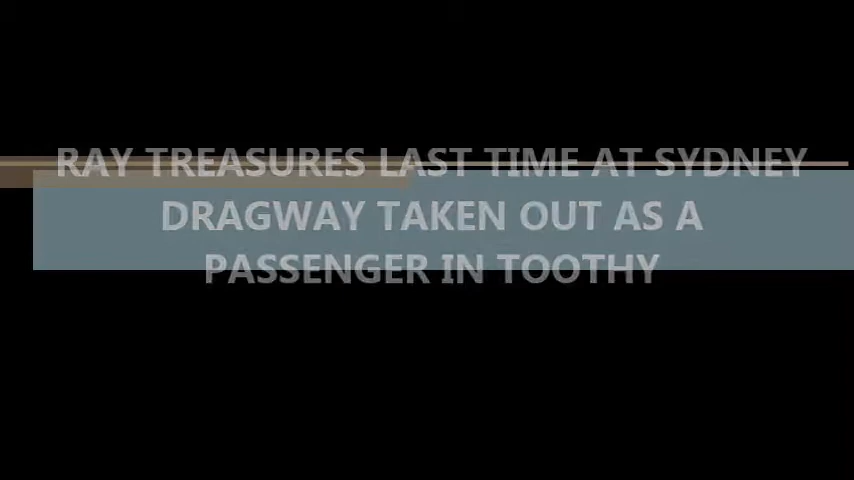 RAY TREASURES LAST TIME AT SYDNEY
DRAGWAY TAKEN OUT AS A
PASSENGER IN TOOTHY